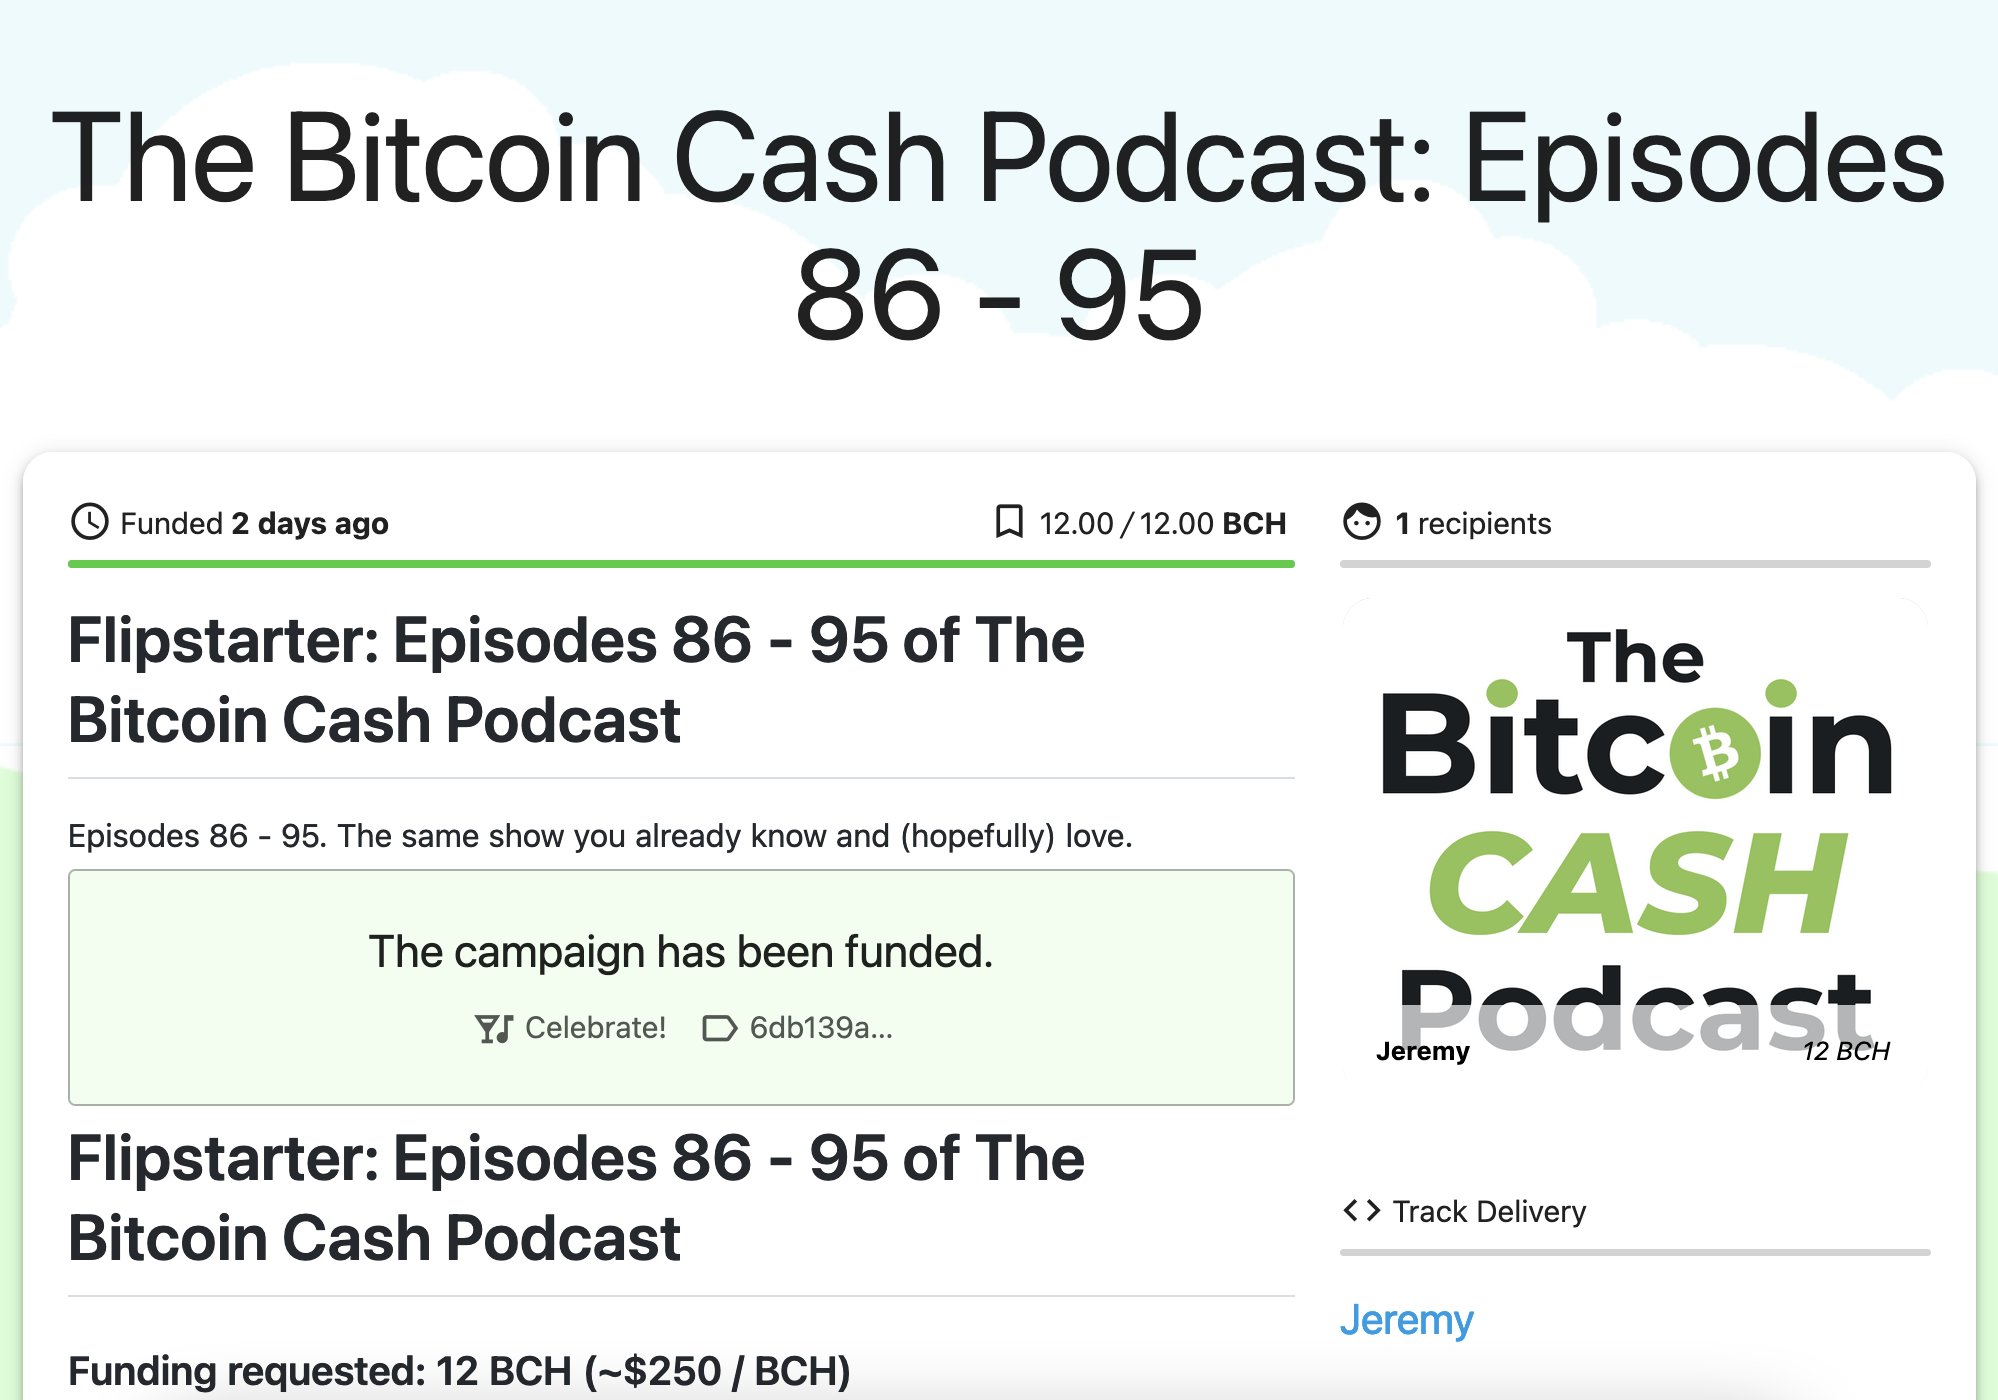 The Bitcoin Cash Podcast: Episodes
86 - 95
Funded 2 days ago
12.00 / 12.00 BCH
Flipstarter: Episodes 86 - 95 of The
Bitcoin Cash Podcast
Episodes 86 - 95. The same show you already know and (hopefully) love.
The campaign has been funded.
Celebrate! 6db139a...
Flipstarter: Episodes 86 - 95 of The
Bitcoin Cash Podcast
Funding requested: 12 BCH (~$250 / BCH)
1 recipients
The
Bitcoin
CASH
Podcast
Jeremy 12 BCH
Track Delivery
Jeremy